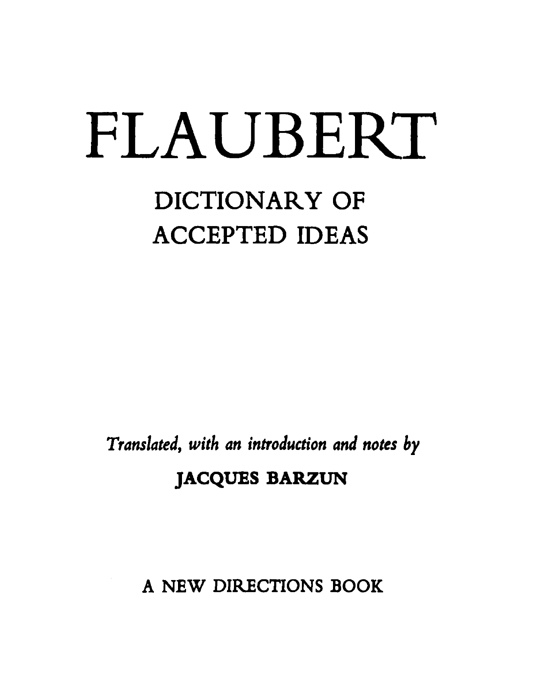 FLAUBERT
DICTIONARY OF
ACCEPTED IDEAS
Translated, with an introduction and notes by
JACQUES BARZUN
A NEW DIRECTIONS BOOK